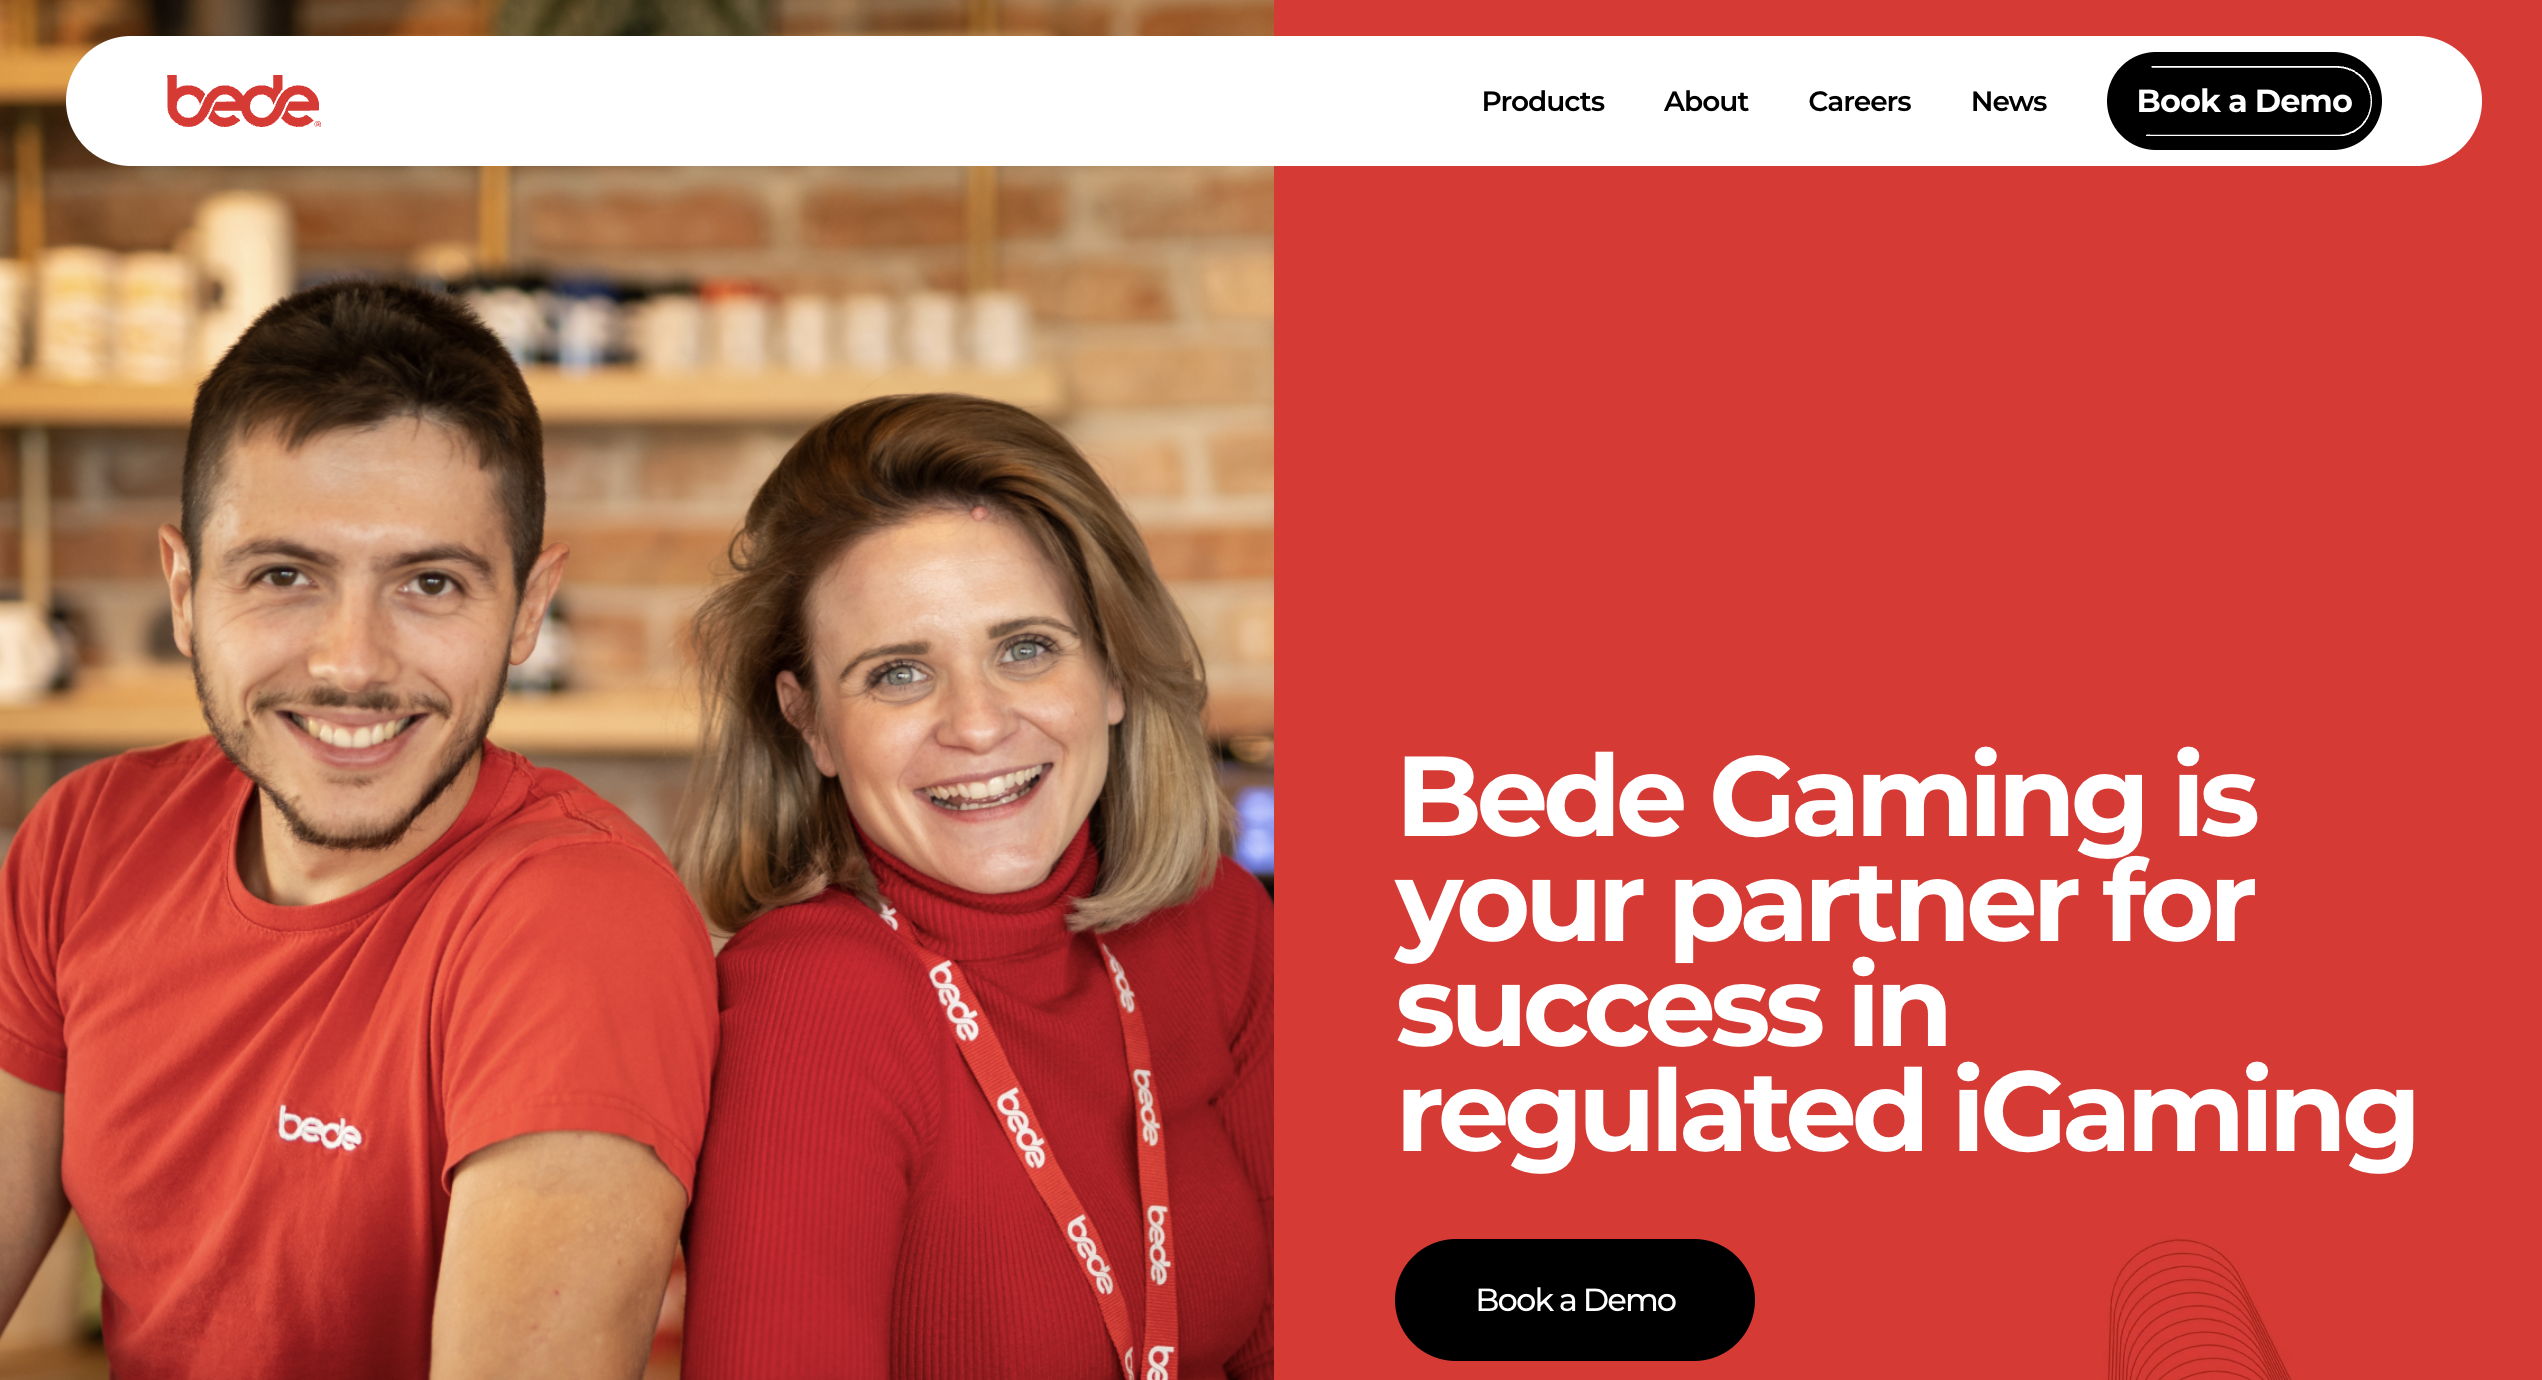 bede
Products
About
Careers
News
Book a Demo
Bede Gaming is
your partner for
success in
regulated iGaming
Book a Demo
bede
bede
bede
bede
bede
bede
bede